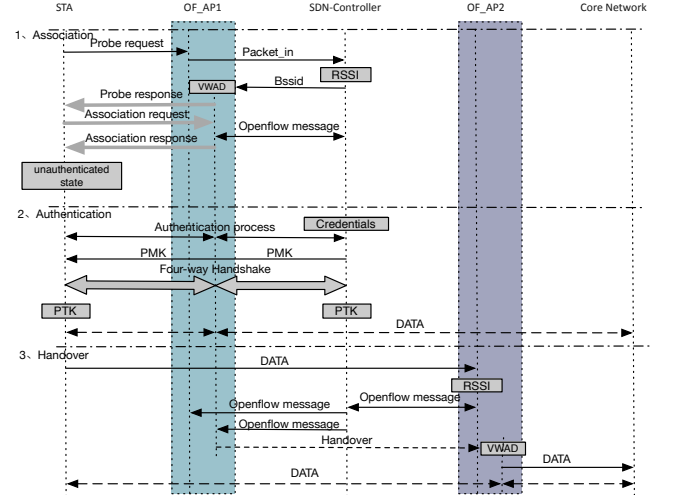 STA OF_AP1 SDN-Controller OF_AP2 Core Network
1、Association
Probe request
Packet_in
RSSI
VWAD
Bssid
Probe response
Association request
Openflow message
Association response
unauthenticated
state
2、Authentication
Credentials
Authentication process
PMK PMK
Four-way Handshake
PTK PTK
DATA
3、Handover
DATA
RSSI
Openflow message
Openflow message
Openflow message
Handover
VWAD
DATA
DATA